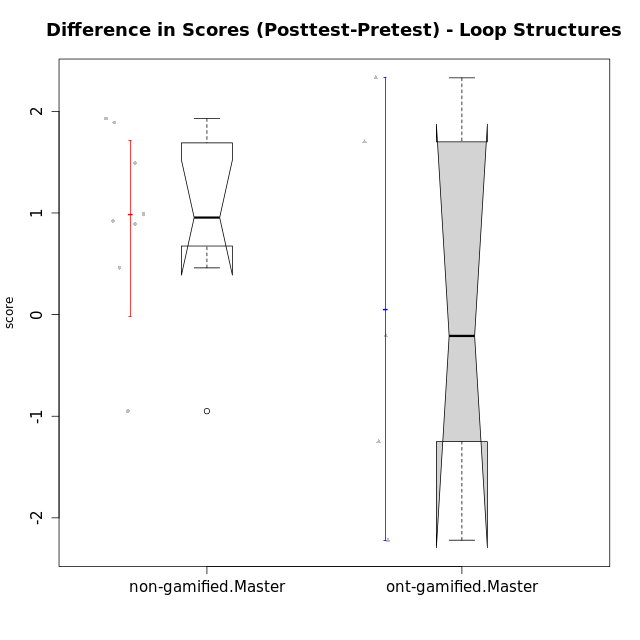 Difference in Scores (Posttest-Pretest) - Loop Structures
2
1
0
-1
-2
score
non-gamified.Master
ont-gamified.Master